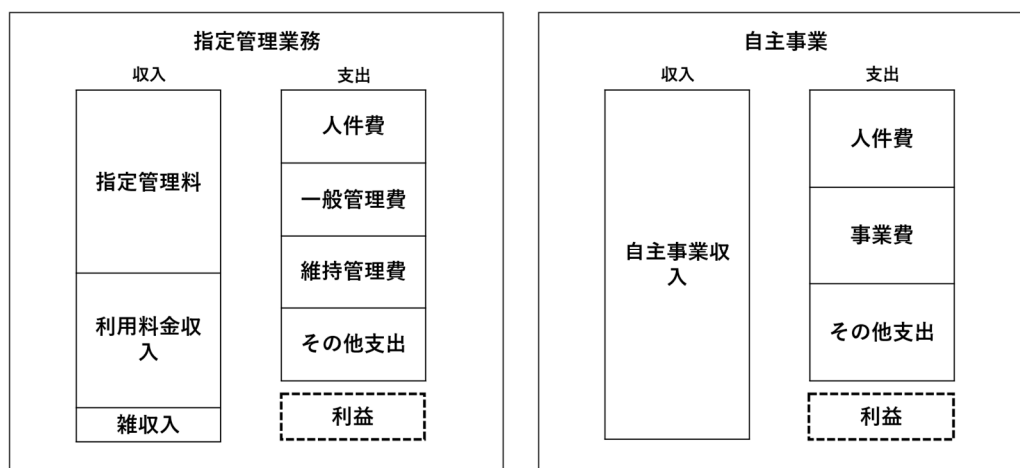 指定管理業務
収入
指定管理料
利用料金収
入
雑収入
支出
人件費
一般管理費
維持管理費
その他支出
利益
自主事業
収入
自主事業収
入
支出
人件費
事業費
その他支出
利益